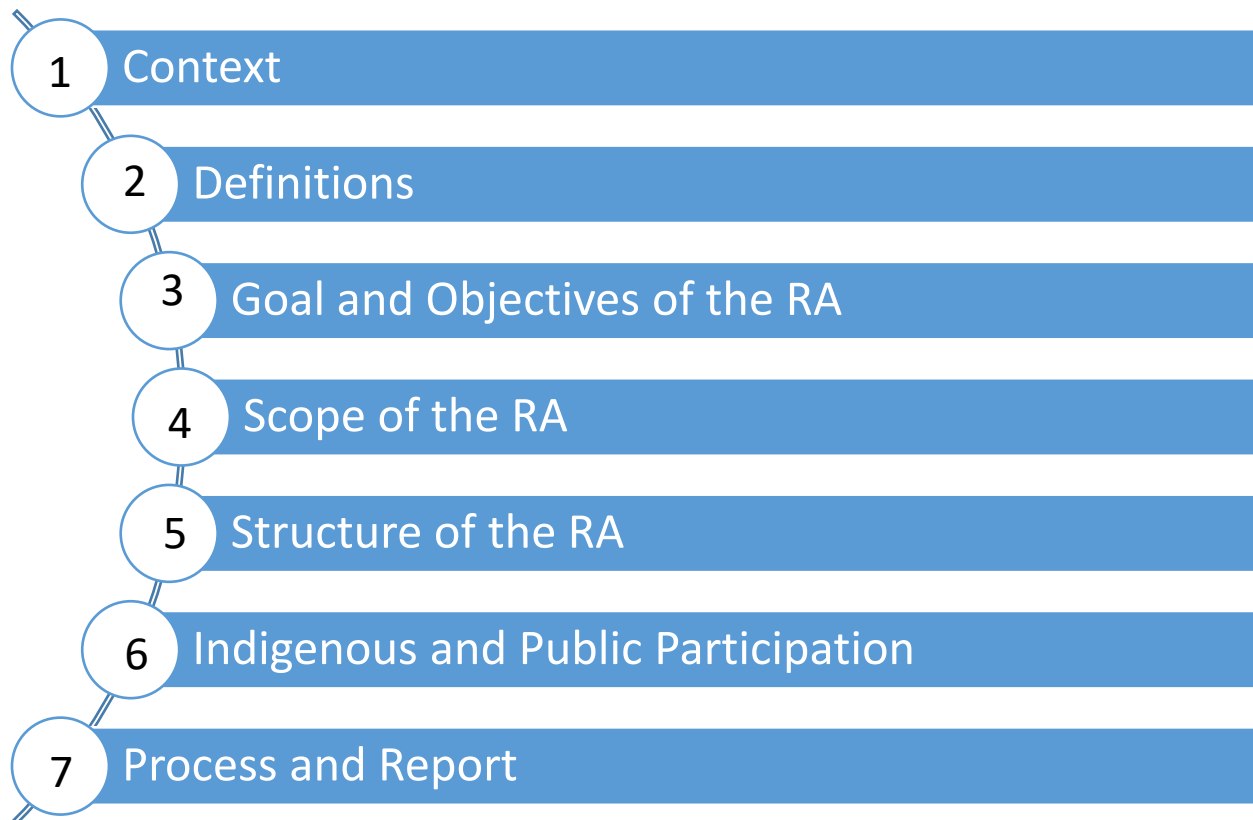 1 Context
2 Definitions
3 Goal and Objectives of the RA
4 Scope of the RA
5 Structure of the RA
6 Indigenous and Public Participation
7 Process and Report